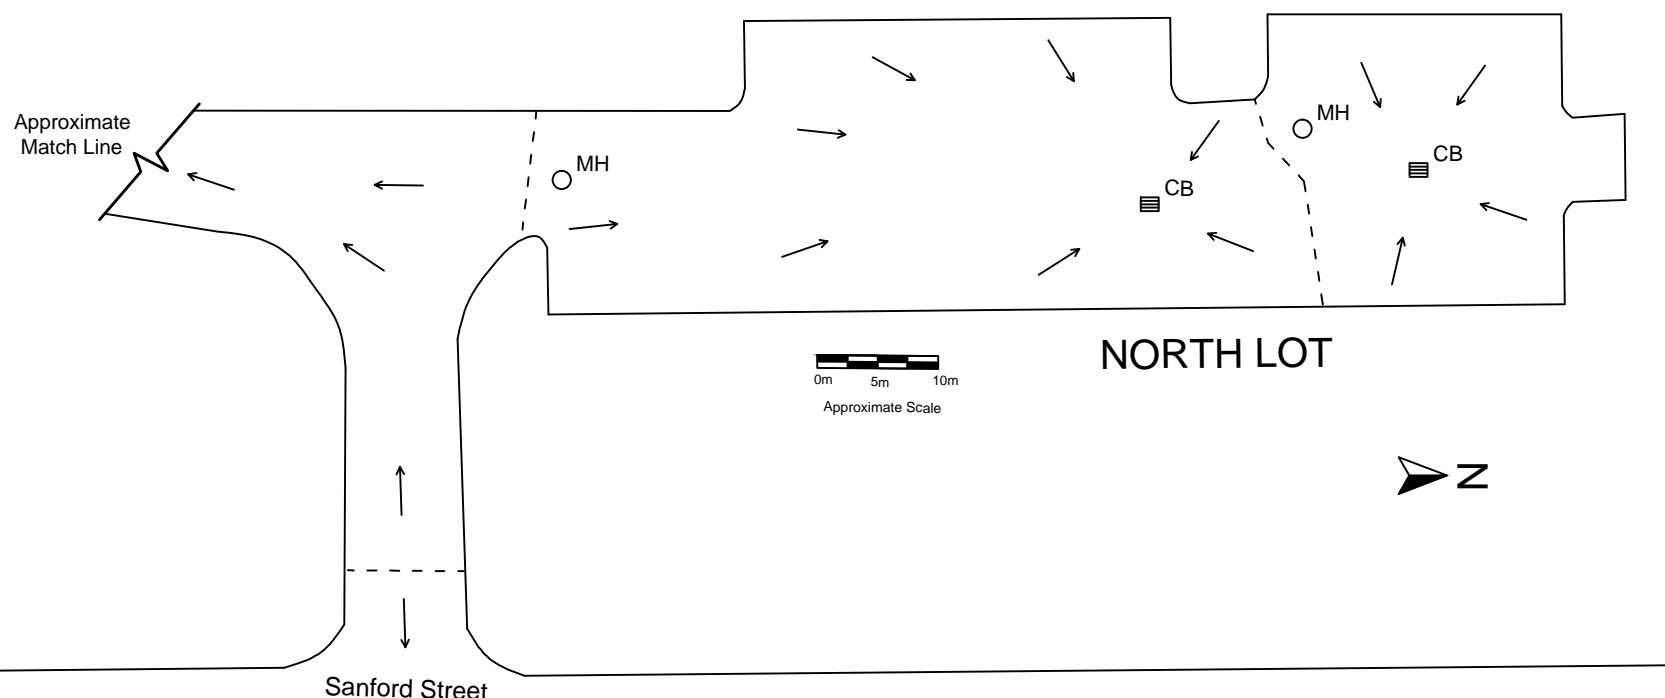 Approximate
Match Line
MH
CB
MH
CB
NORTH LOT
0m 5m 10m
Approximate Scale
N
Sanford Street